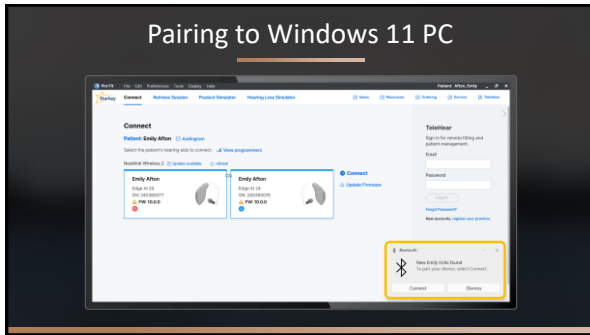 Pairing to Windows 11 PC
Pro Fit File Edit Preferences Tools Display Help
Patient: Afton, Emily
Starkey Connect Retrieve Session Product Simulator Hearing Loss Simulator News Resources Ordering Service TeleHear
Connect
Patient: Emily Afton Audiogram
Select the patient's hearing aids to connect. View programmers
Noahlink Wireless 2 Update available refresh
Emily Afton
Edge AI 24
FW: 10.0.0
Emily Afton
Edge AI 24
FW: 10.0.0
Connect
Update Firmware
TeleHear
Sign in for remote fitting and
patient management.
Email
Password
Log In
Forgot Password?
New accounts, register your practice.
Bluetooth
New Emily HAs found
To pair your device, select Connect.
Connect Dismiss